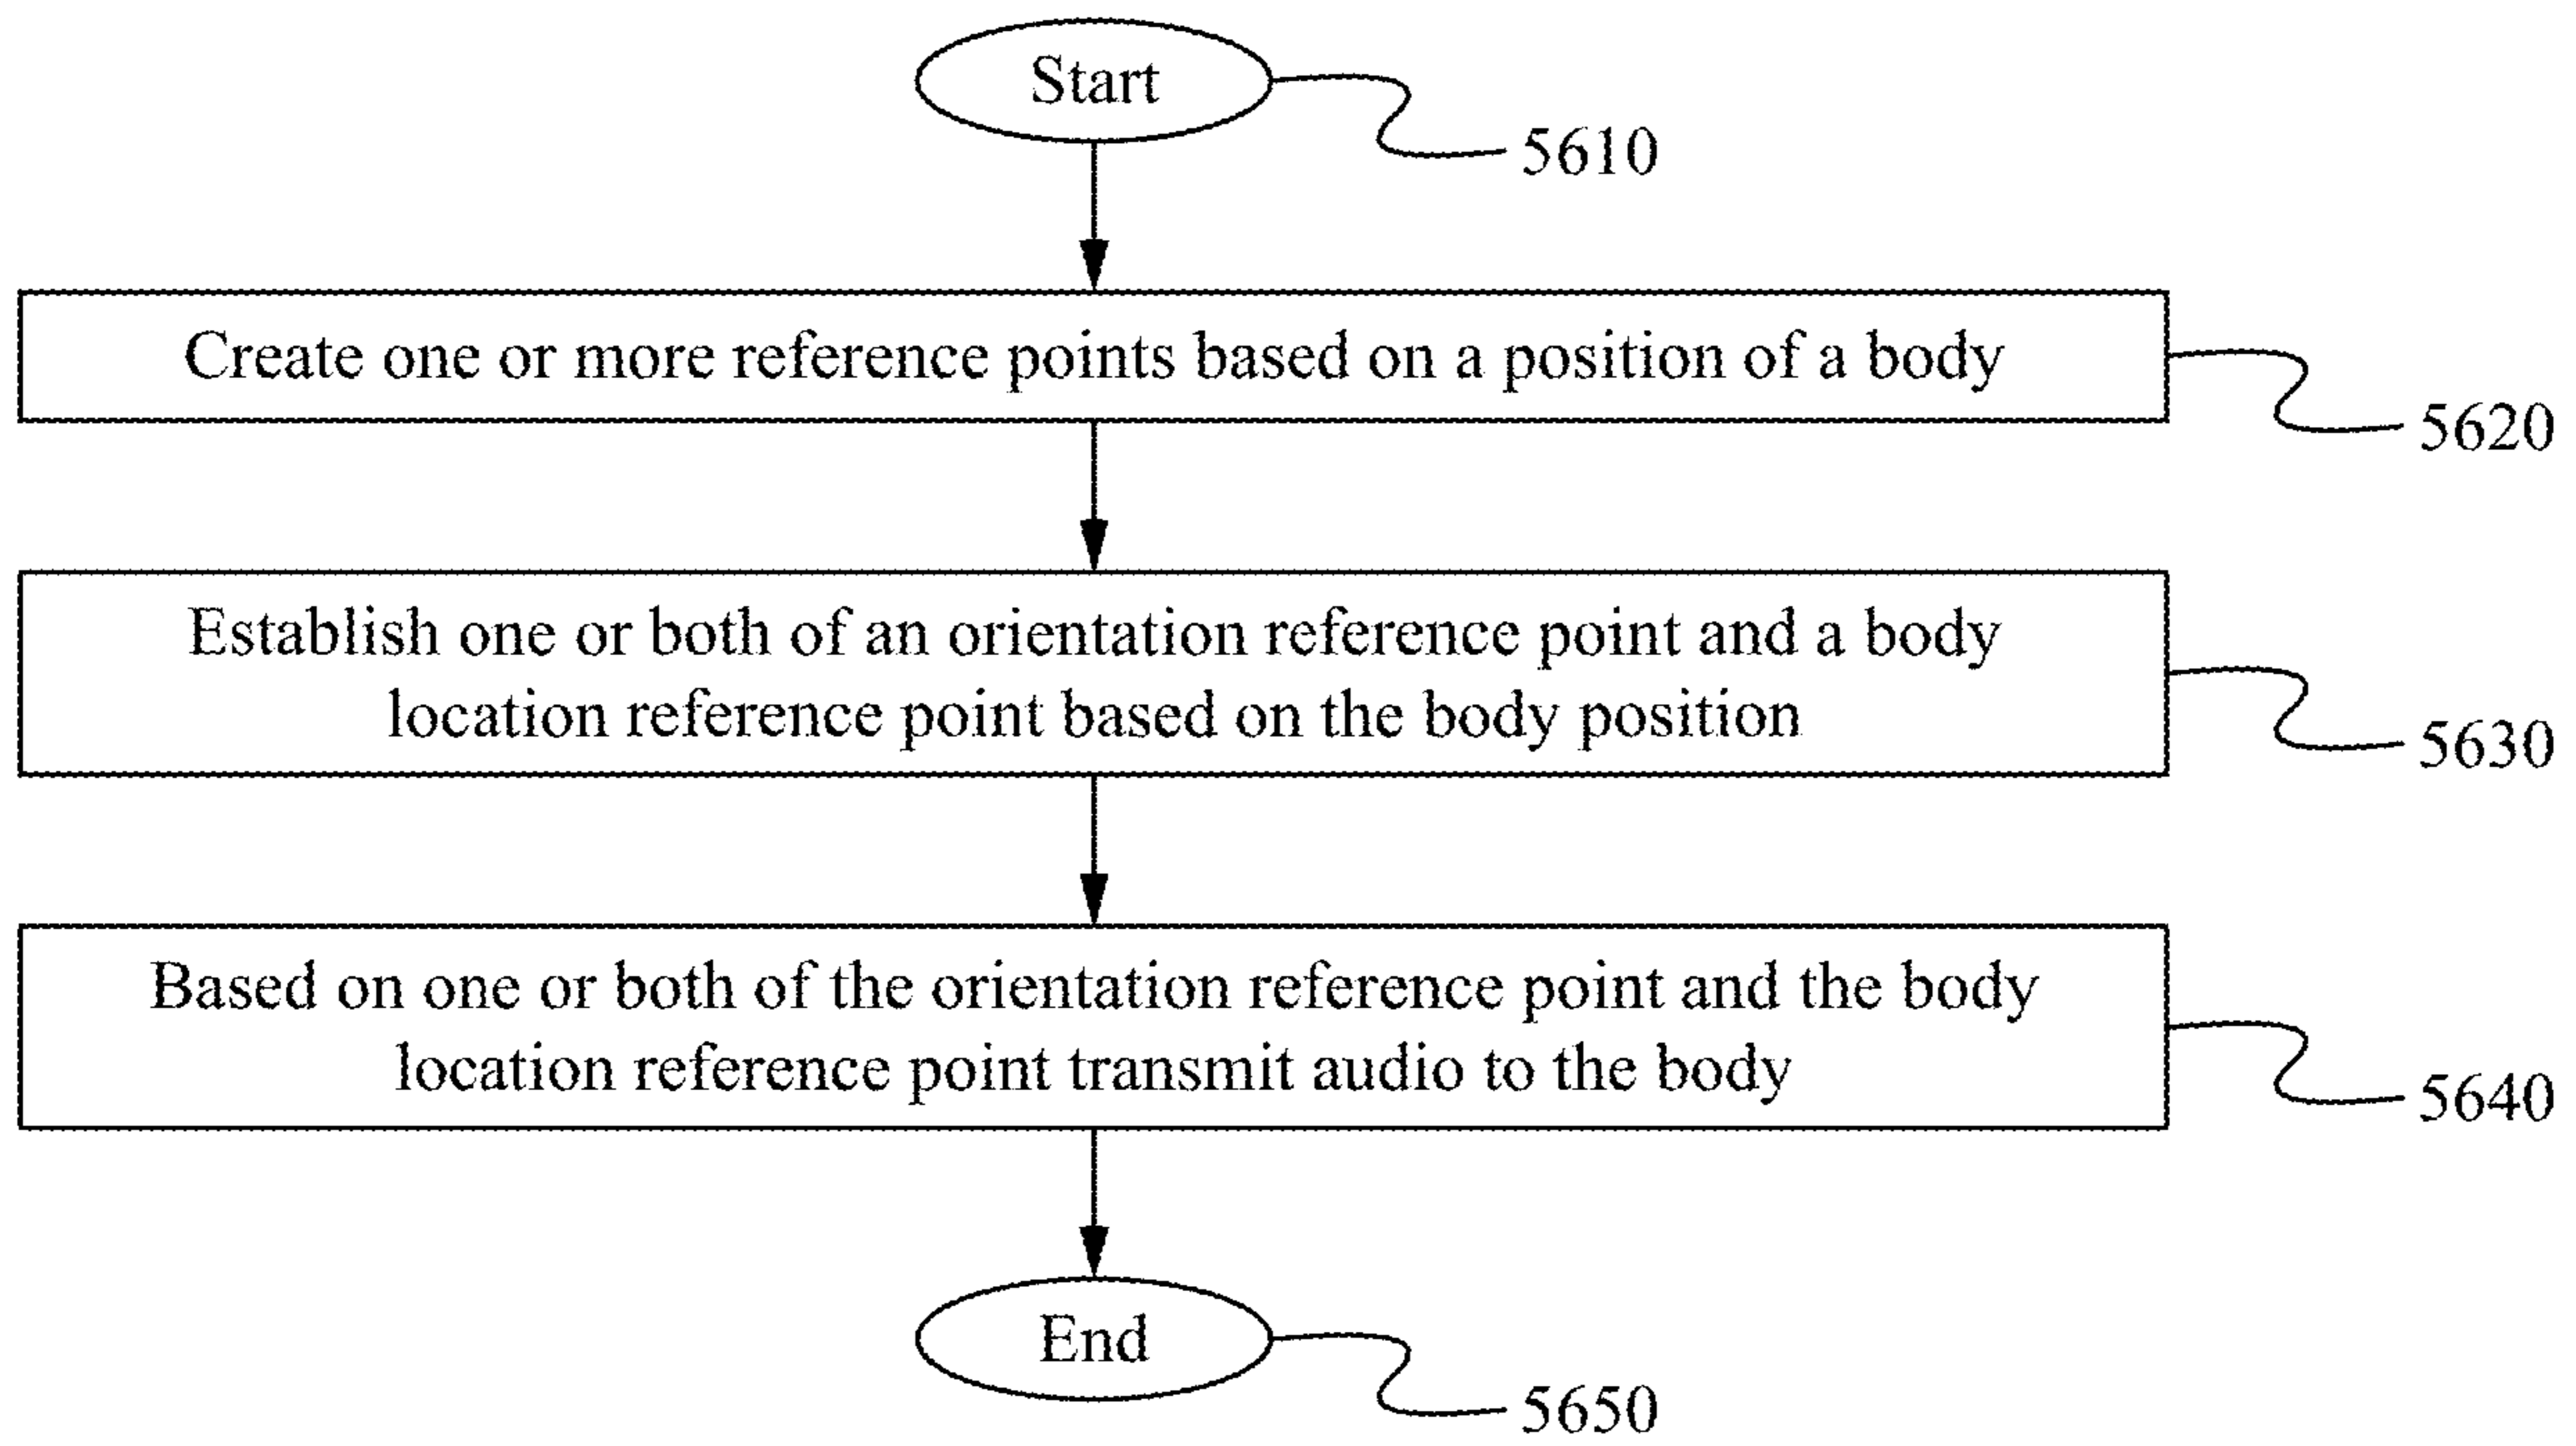 Start
5610
Create one or more reference points based on a position of a body
5620
Establish one or both of an orientation reference point and a body
location reference point based on the body position
5630
Based on one or both of the orientation reference point and the body
location reference point transmit audio to the body
5640
End
5650